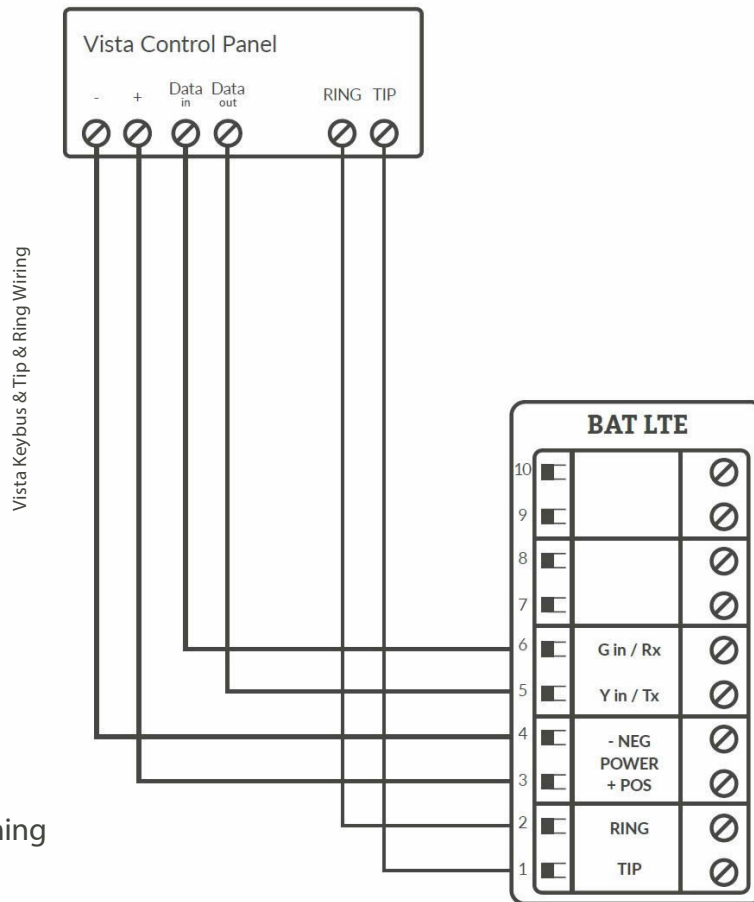 Vista Control Panel
- + Data in Data out RING TIP
Vista Keybus & Tip & Ring Wiring
BAT LTE
10
9
8
7
6 G in / Rx
5 Y in / Tx
4 - NEG
POWER
3 + POS
2 RING
1 TIP